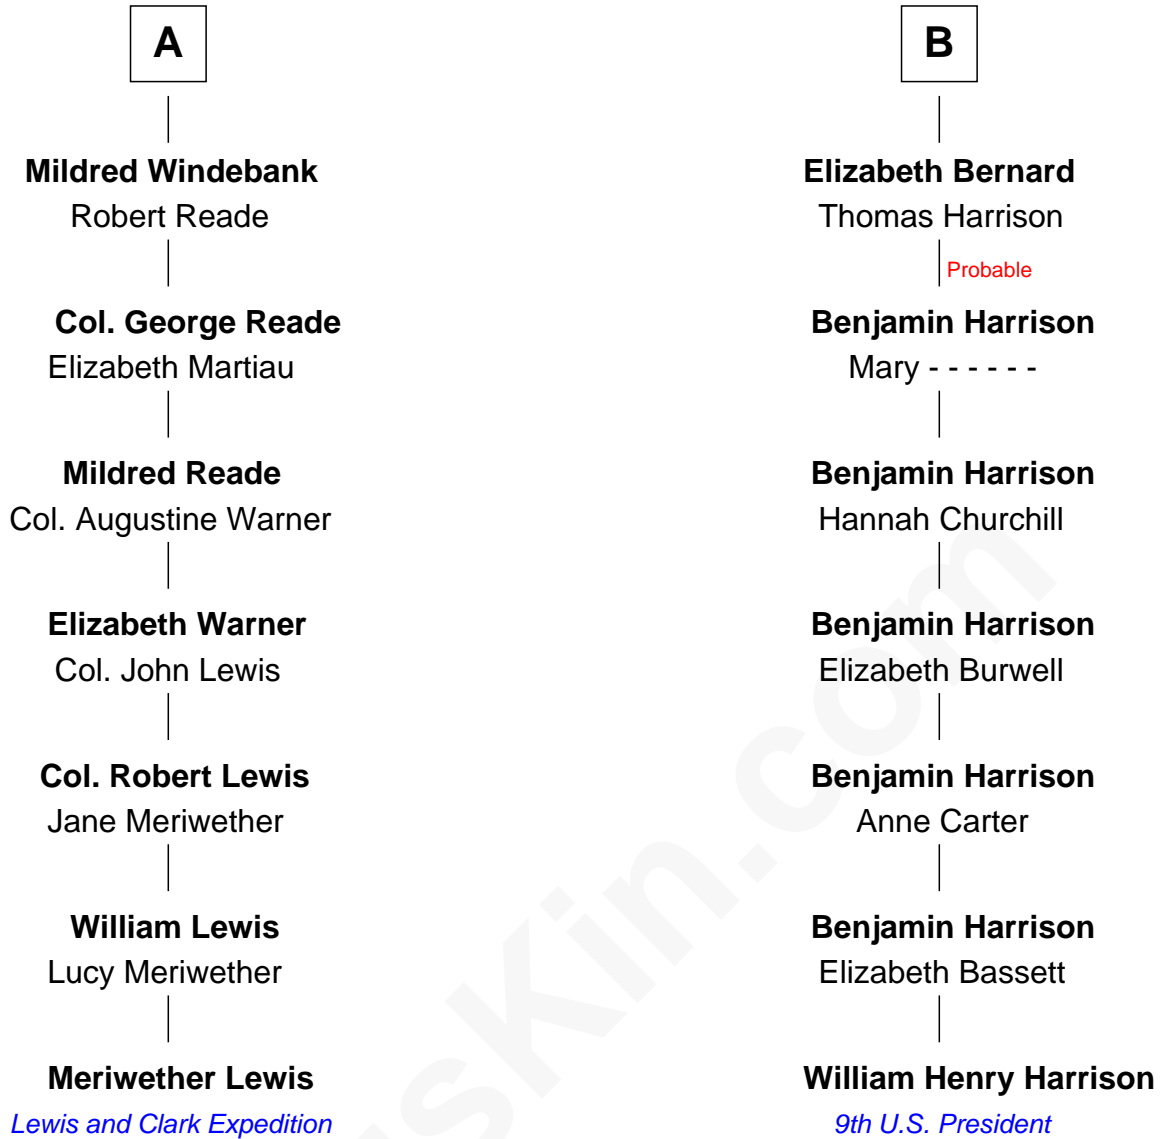 A
Mildred Windebank
Robert Reade
Col. George Reade
Elizabeth Martiau
Mildred Reade
Col. Augustine Warner
Elizabeth Warner
Col. John Lewis
Col. Robert Lewis
Jane Meriwether
William Lewis
Lucy Meriwether
Meriwether Lewis
Lewis and Clark Expedition
B
Elizabeth Bernard
Thomas Harrison
Probable
Benjamin Harrison
Mary - - - - - -
Benjamin Harrison
Hannah Churchill
Benjamin Harrison
Elizabeth Burwell
Benjamin Harrison
Anne Carter
Benjamin Harrison
Elizabeth Bassett
William Henry Harrison
9th U.S. President
sKin.com